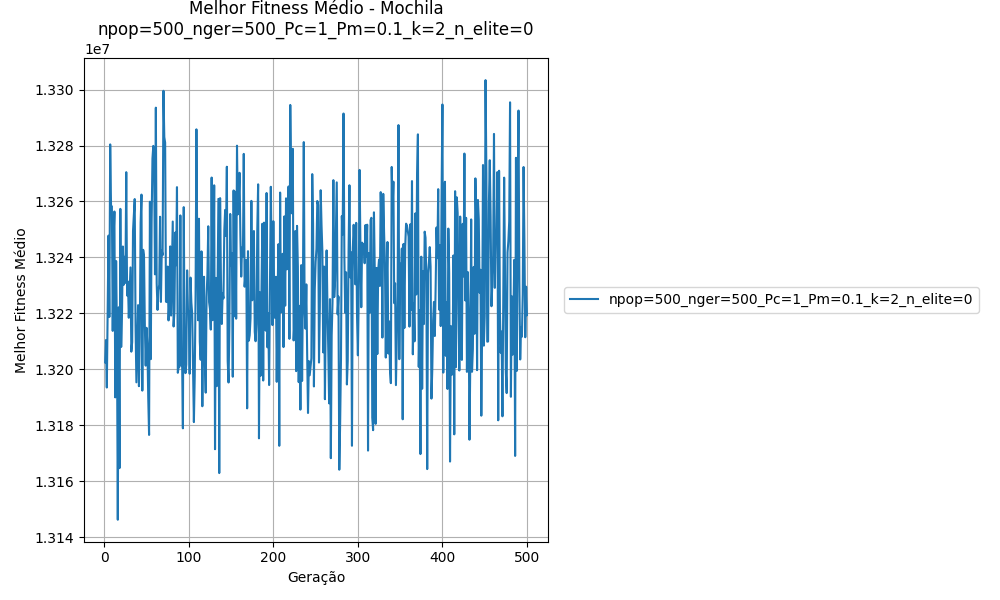 Melhor Fitness Médio - Mochila
npop=500_nger=500_Pc=1_Pm=0.1_k=2_n_elite=0
1e7
1.330
1.328
1.326
1.324
1.322
1.320
1.318
1.316
1.314
Melhor Fitness Médio
0 100 200 300 400 500
Geração
npop=500_nger=500_Pc=1_Pm=0.1_k=2_n_elite=0